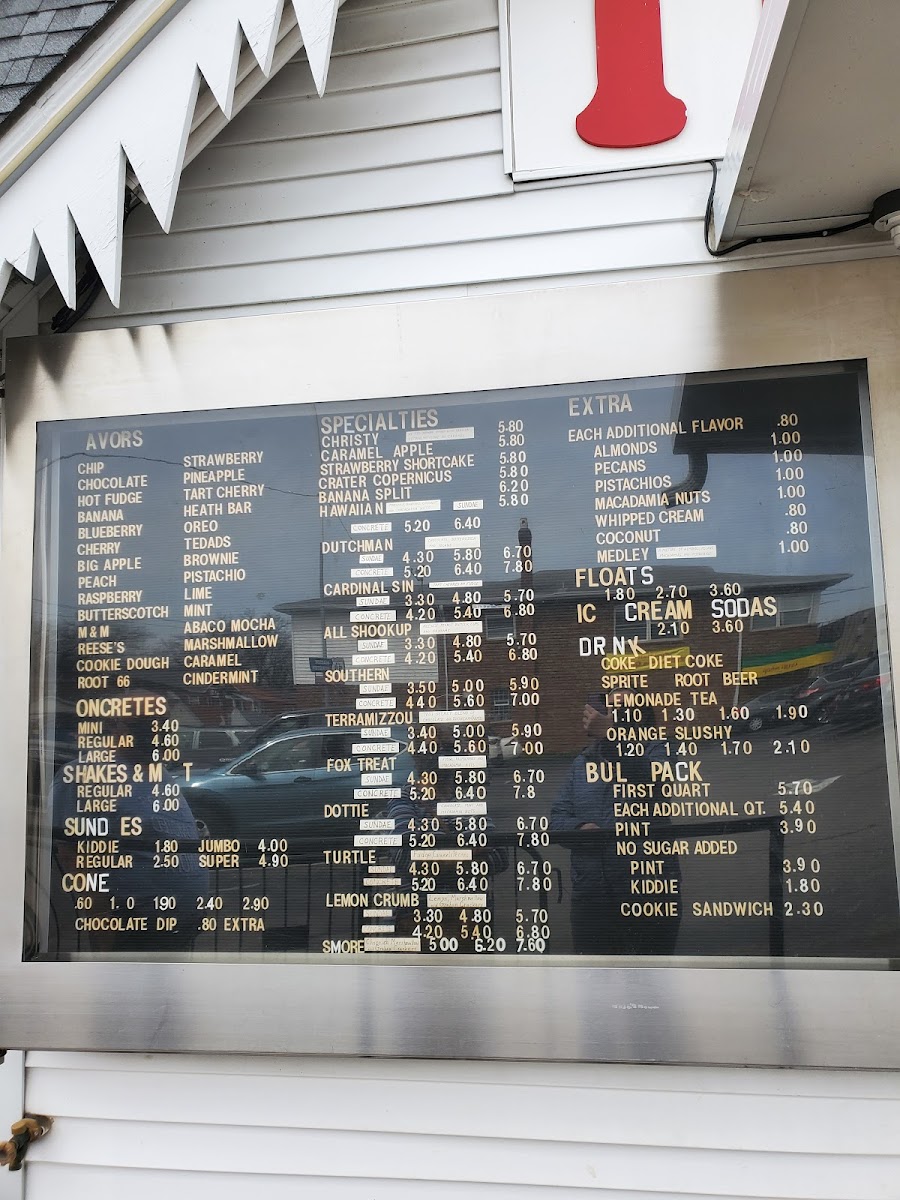 AVORS
CHIP
CHOCOLATE
HOT FUDGE
BANANA
BLUEBERRY
CHERRY
BIG APPLE
PEACH
RASPBERRY
BUTTERSCOTCH
M & M
REESE'S
COOKIE DOUGH
ROOT 66
STRAWBERRY
PINEAPPLE
TART CHERRY
HEATH BAR
OREO
TEDADS
BROWNIE
PISTACHIO
LIME
MINT
ABACO MOCHA
MARSHMALLOW
CARAMEL
CINDERMINT
ONCRETES
MINI 3.40
REGULAR 4.60
LARGE 6.00
SHAKES & M T
REGULAR 4.60
LARGE 6.00
SUND ES
KIDDIE 1.80 JUMBO 4.00
REGULAR 2.50 SUPER 4.90
CONE
.60 1. 0 190 2.40 2.90
CHOCOLATE DIP .80 EXTRA
SPECIALTIES
CHRISTY 5.80
CARAMEL APPLE 5.80
STRAWBERRY SHORTCAKE 5.80
CRATER COPERNICUS 5.80
BANANA SPLIT 6.20
HAWAIIAN SUNDAE 5.80
CONCRETE 5.20 6.40
DUTCHMAN
SUNDAE 4.30 5.80 6.70
CONCRETE 5.20 6.40 7.80
CARDINAL SIN
SUNDAE 3.30 4.80 5.70
CONCRETE 4.20 5.40 6.80
ALL SHOOKUP
SUNDAE 3.30 4.80 5.70
CONCRETE 4.20 5.40 6.80
SOUTHERN
SUNDAE 3.50 5.00 5.90
CONCRETE 440 5.60 7.00
TERRAMIZZOU
SUNDAE 3.40 5.00 5.90
CONCRETE 4.40 5.60 7.00
FOX TREAT
SUNDAE 4.30 5.80 6.70
CONCRETE 5.20 6.40 7.8
DOTTIE
SUNDAE 4.30 5.80 6.70
CONCRETE 5.20 6.40 7.80
TURTLE
4.30 5.80 6.70
520 6.40 7.80
LEMON CRUMB
3.30 4.80 5.70
4.20 5.40 6.80
SMORE 500 6.20 7.60
EXTRA
EACH ADDITIONAL FLAVOR .80
ALMONDS 1.00
PECANS 1.00
PISTACHIOS 1.00
MACADAMIA NUTS 1.00
WHIPPED CREAM .80
COCONUT .80
MEDLEY 1.00
FLOATS
1.80 2.70 3.60
IC CREAM SODAS
2.10 3.60
DR NK
COKE DIET COKE
SPRITE ROOT BEER
LEMONADE TEA
1.10 1.30 1.60 1.90
ORANGE SLUSHY
1.20 1.40 1.70 2.10
BUL PACK
FIRST QUART 5.70
EACH ADDITIONAL QT. 5.40
PINT 3.90
NO SUGAR ADDED
PINT 3.90
KIDDIE 1.80
COOKIE SANDWICH 2.30